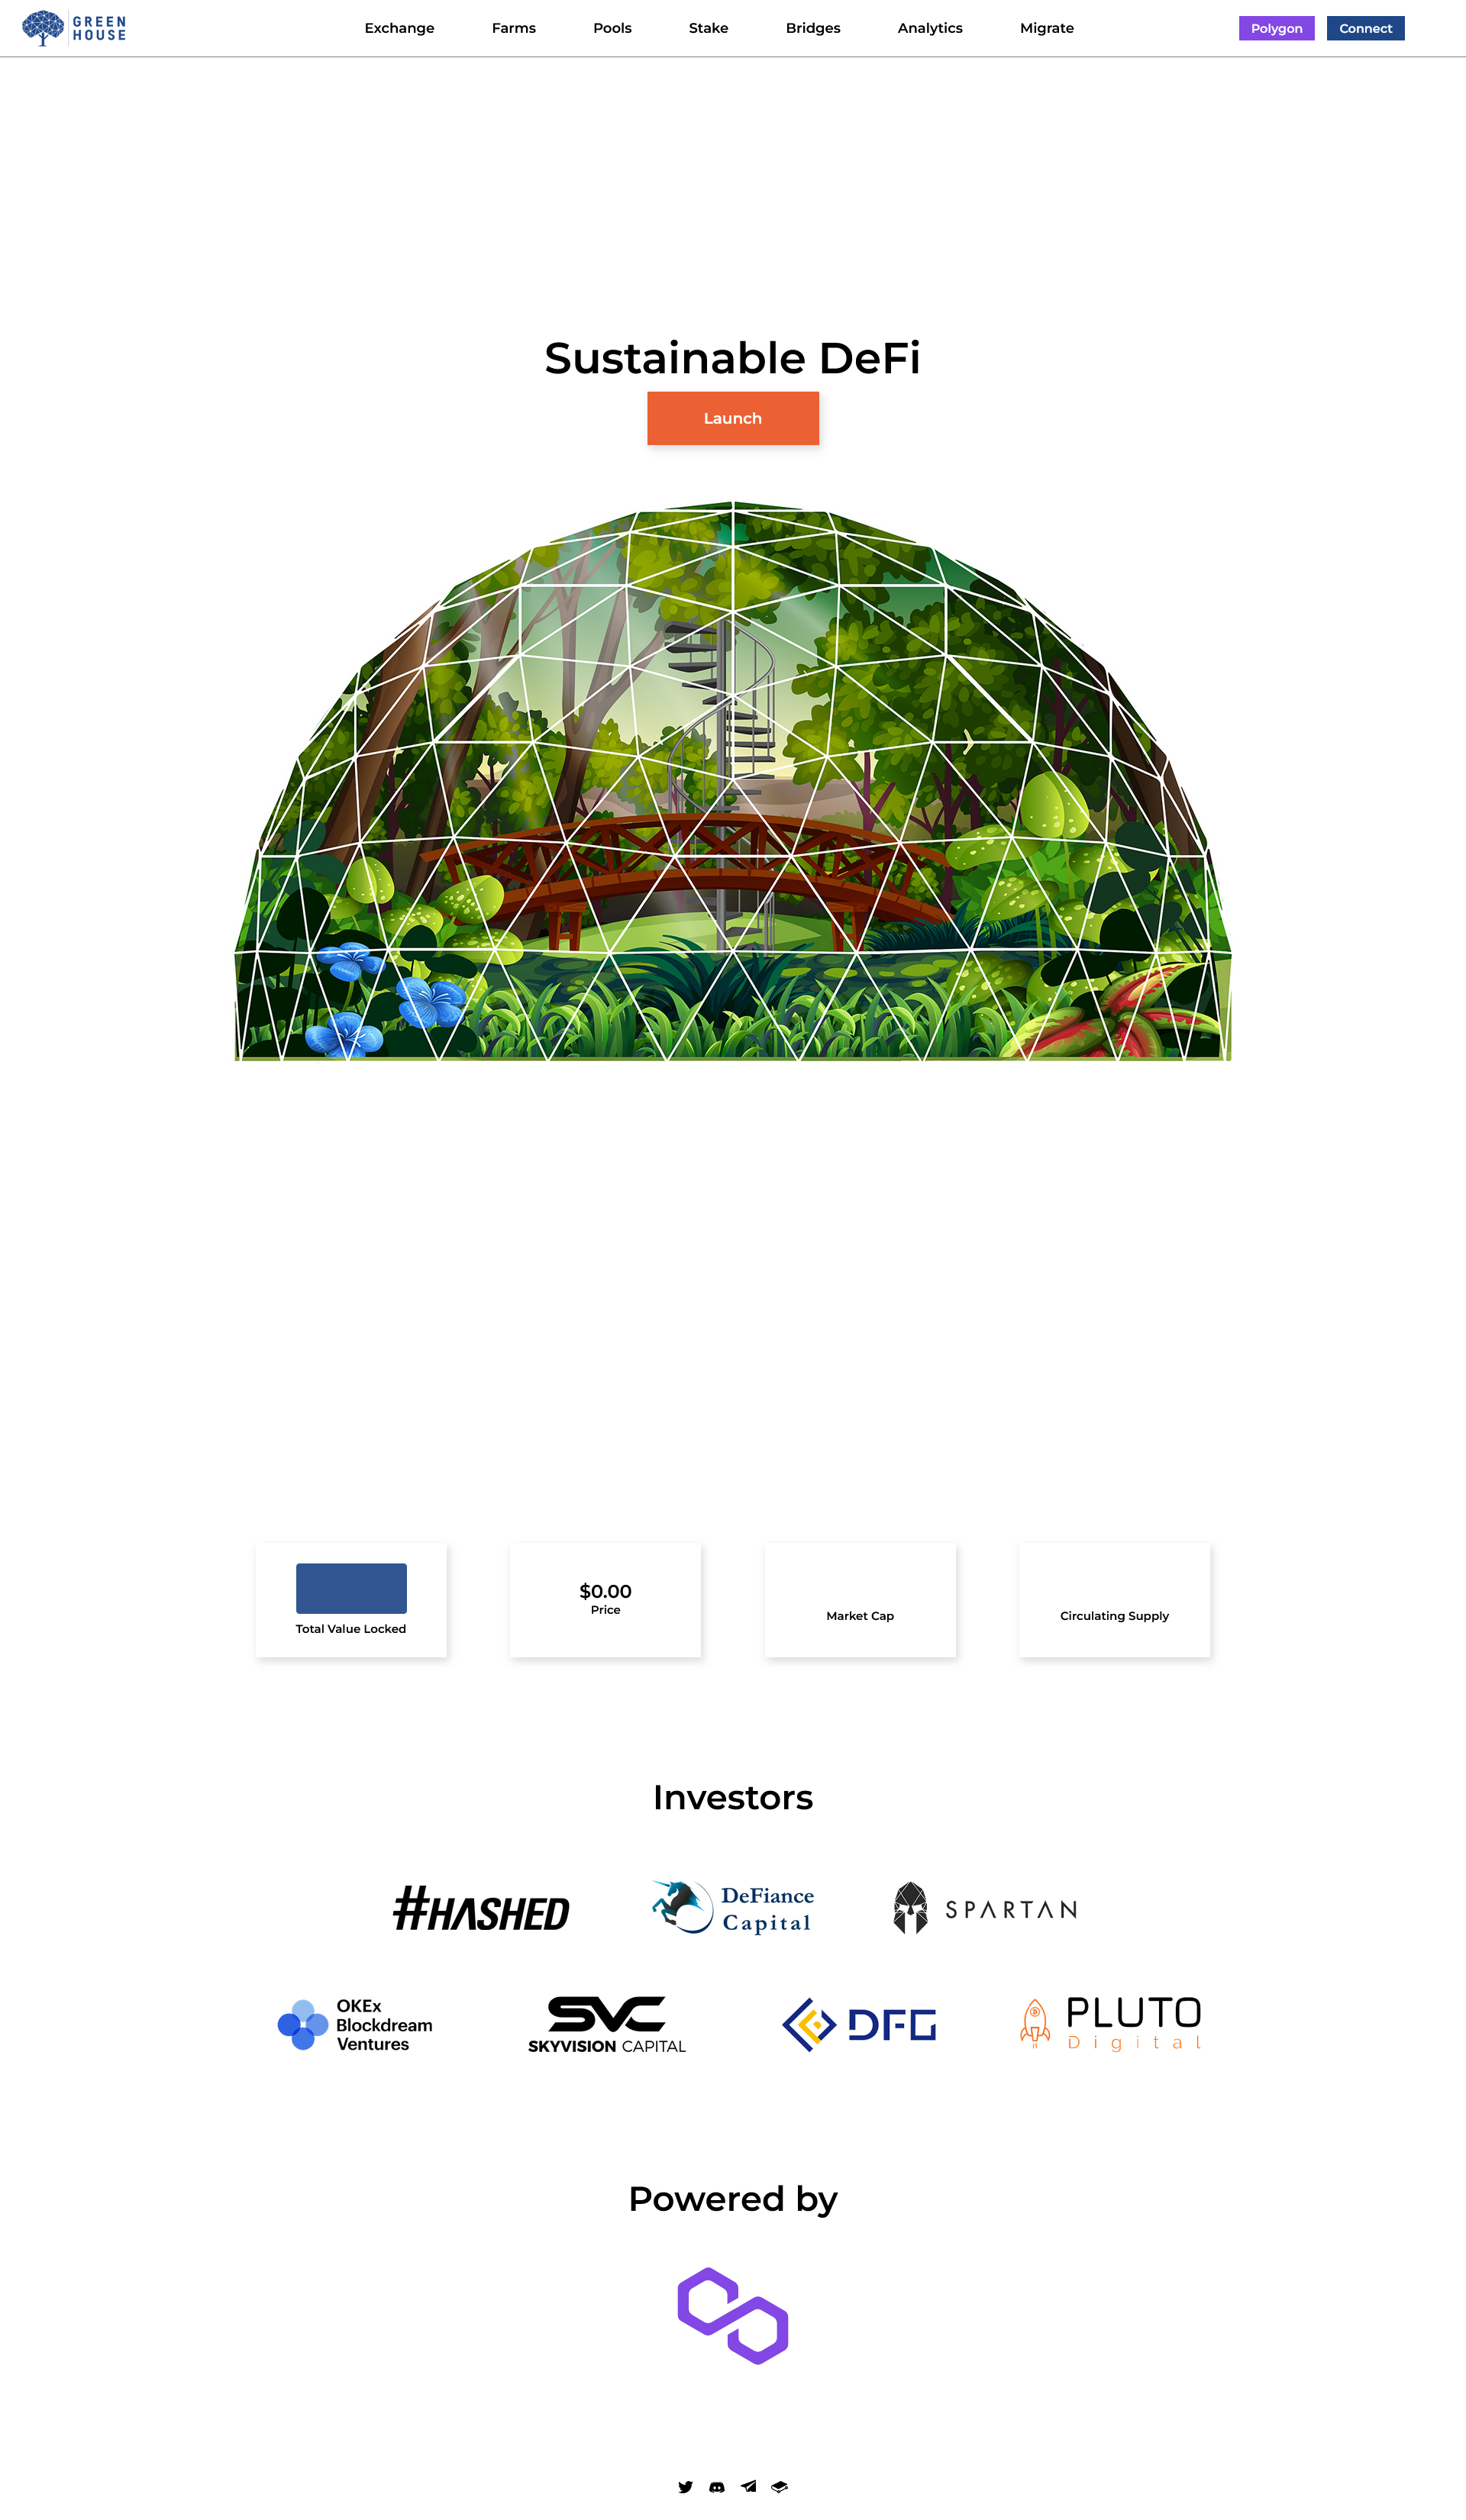 GREEN
HOUSE
Exchange
Farms
Pools
Stake
Bridges
Analytics
Migrate
Polygon
Connect
Sustainable DeFi
Launch
Total Value Locked
$0.00
Price
Market Cap
Circulating Supply
Investors
#HASHED
DeFiance
Capital
SPARTAN
OKEx
Blockdream
Ventures
SVC
SKYVISION CAPITAL
DFG
PLUTO
Digital
Powered by